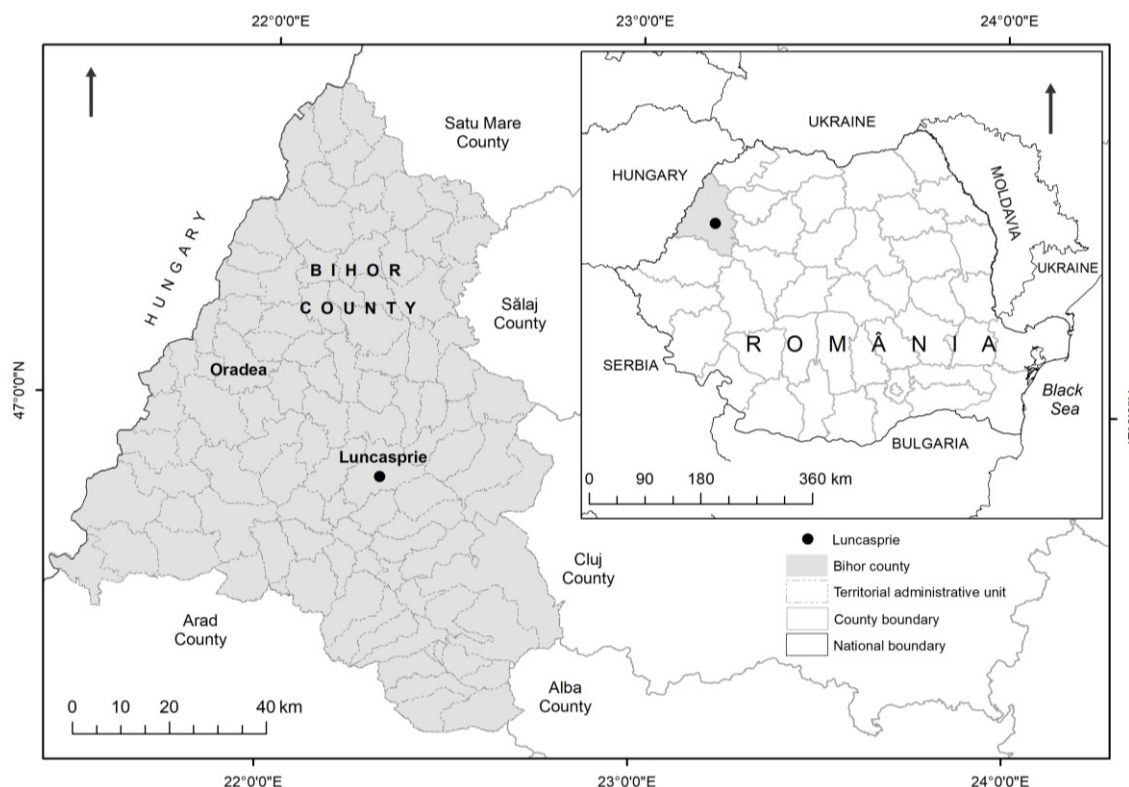 22°0'0"E
23°0'0"E
24°0'0"E
Satu Mare
County
HUNGARY
BIHOR
COUNTY
Sălaj
County
Oradea
47°0'0"N
Luncasprie
Cluj
County
Arad
County
Alba
County
0 10 20 40 km
UKRAINE
HUNGARY
MOLDAVIA
UKRAINE
ROMÂNIA
SERBIA
Black
Sea
BULGARIA
0 90 180 360 km
Luncasprie
Bihor county
Territorial administrative unit
County boundary
National boundary
22°0'0"E
23°0'0"E
24°0'0"E